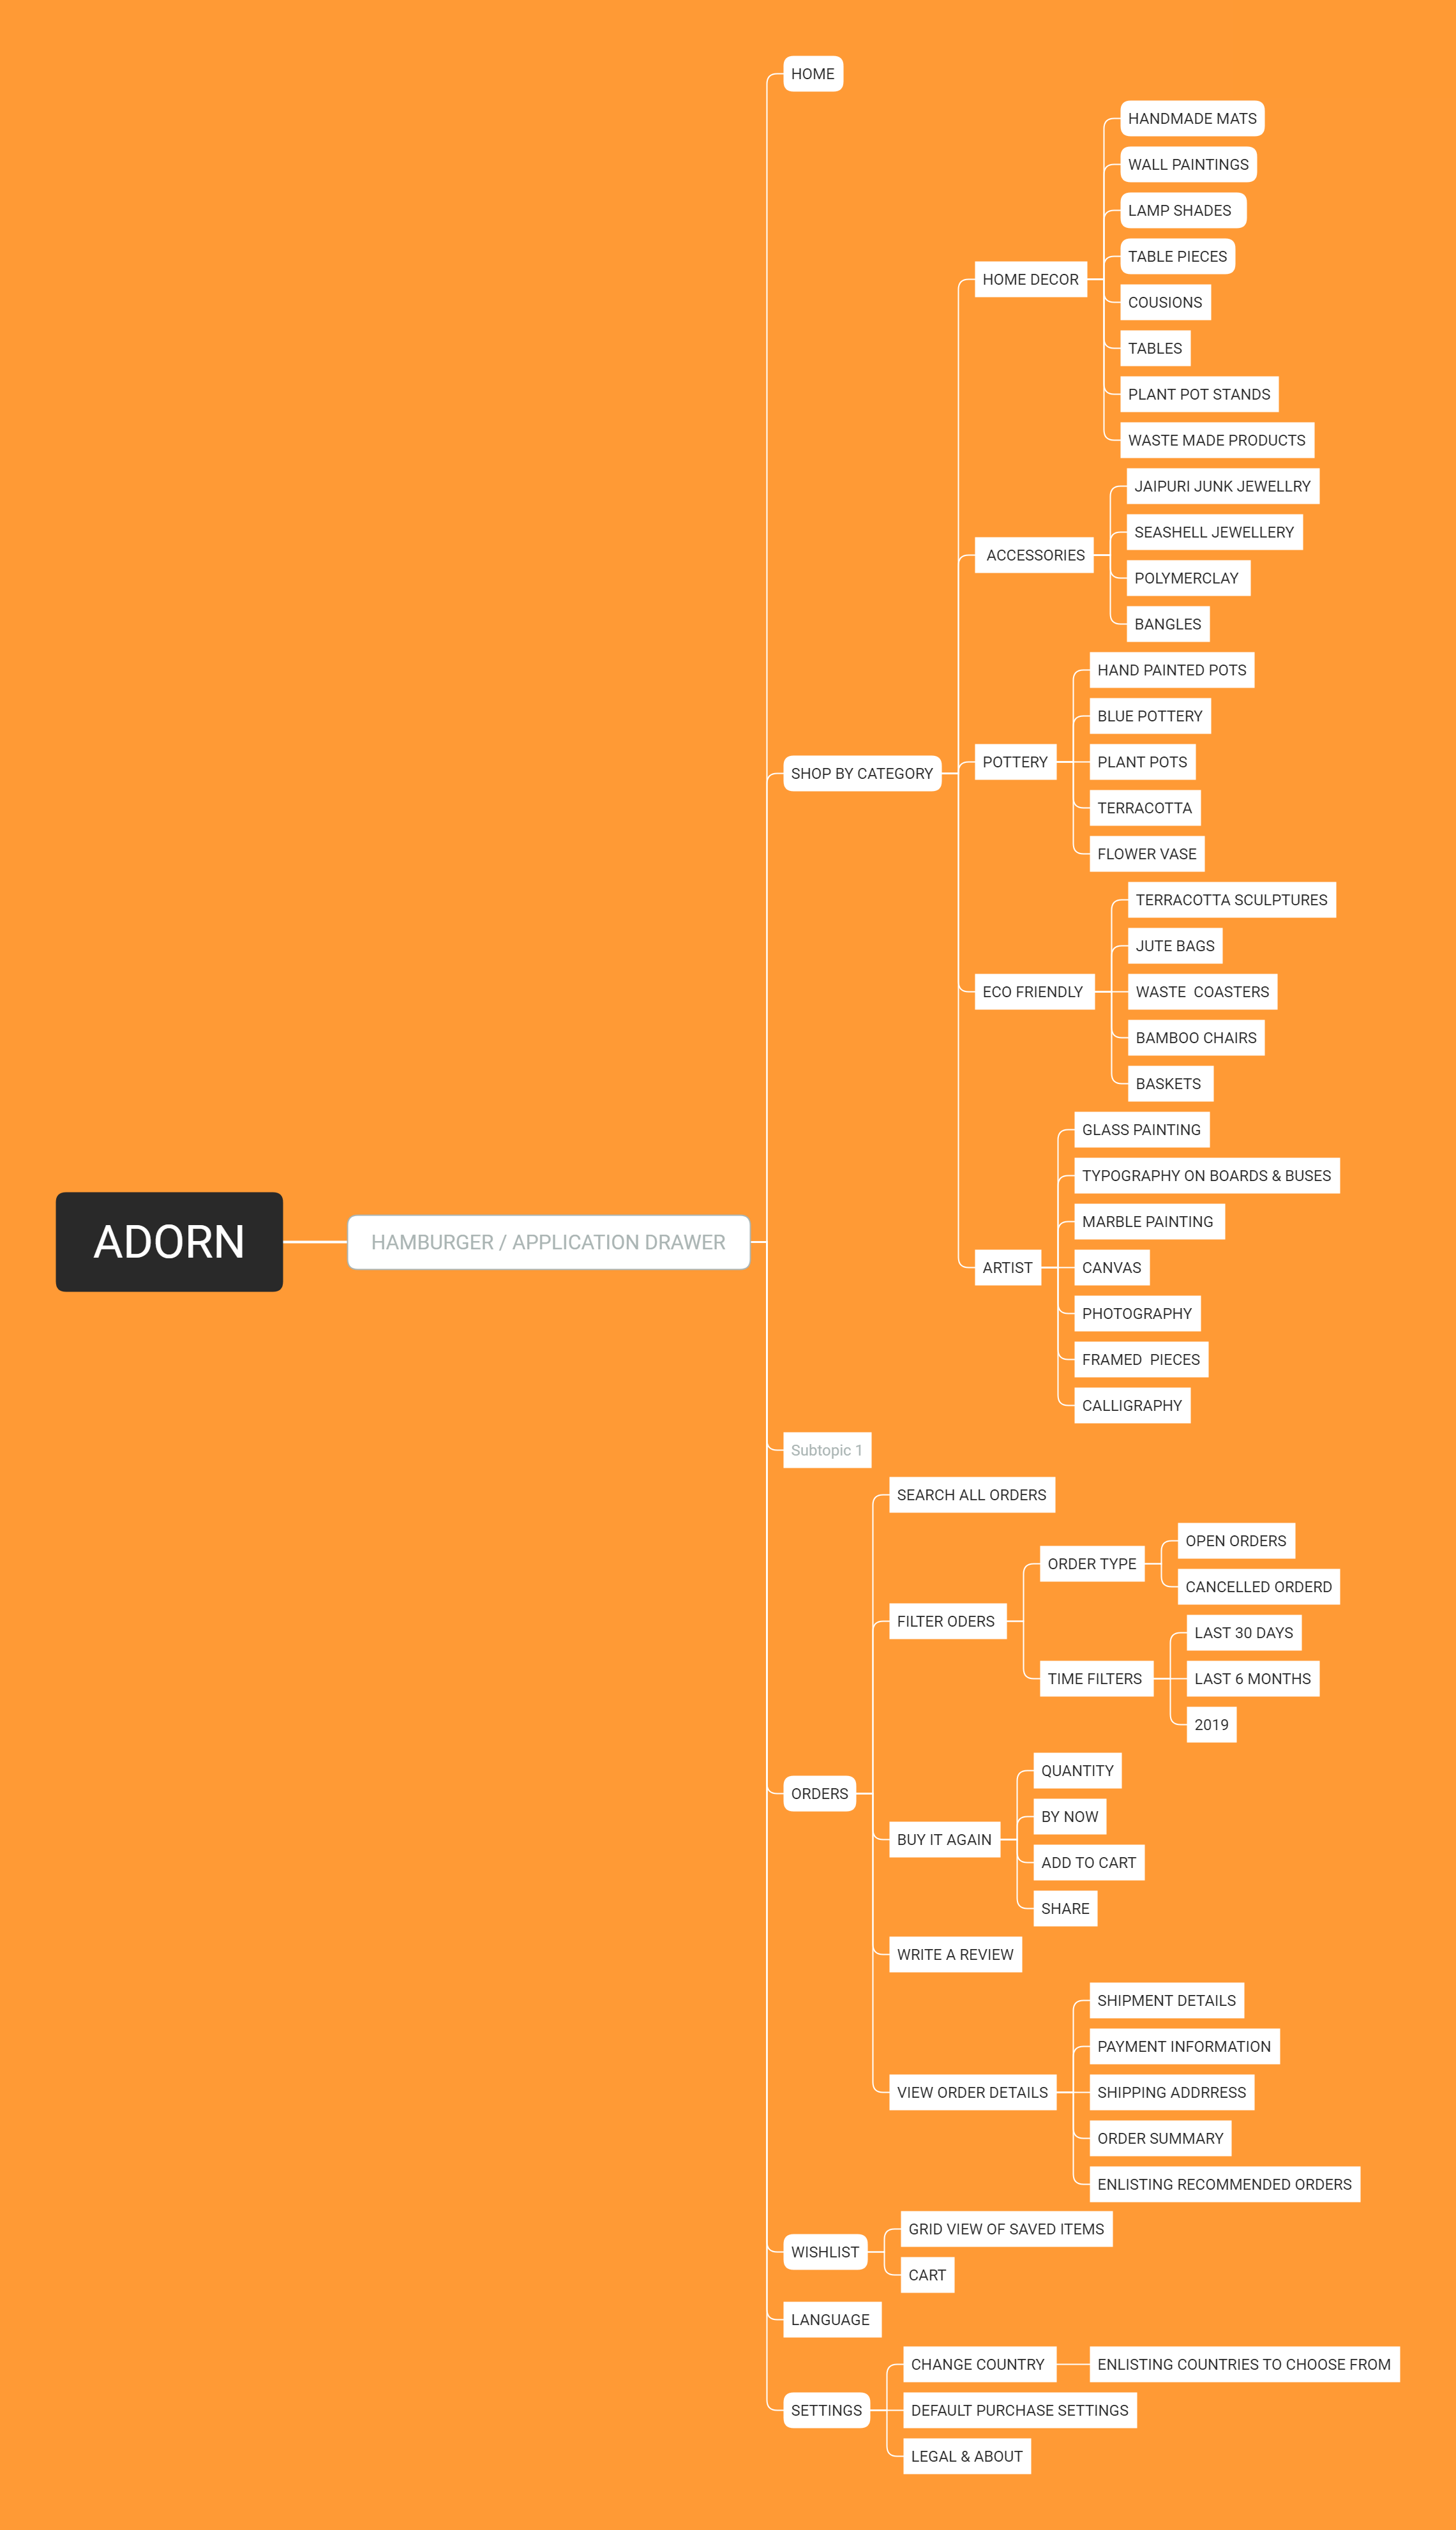 HOME
HANDMADE MATS
WALL PAINTINGS
LAMP SHADES
TABLE PIECES
HOME DECOR
COUSIONS
TABLES
PLANT POT STANDS
WASTE MADE PRODUCTS
JAIPURI JUNK JEWELLRY
SEASHELL JEWELLERY
ACCESSORIES
POLYMERCLAY
BANGLES
HAND PAINTED POTS
BLUE POTTERY
SHOP BY CATEGORY
POTTERY
PLANT POTS
TERRACOTTA
FLOWER VASE
TERRACOTTA SCULPTURES
JUTE BAGS
ECO FRIENDLY
WASTE  COASTERS
BAMBOO CHAIRS
BASKETS
GLASS PAINTING
TYPOGRAPHY ON BOARDS & BUSES
MARBLE PAINTING
ADORN
HAMBURGER / APPLICATION DRAWER
ARTIST
CANVAS
PHOTOGRAPHY
FRAMED  PIECES
CALLIGRAPHY
Subtopic 1
SEARCH ALL ORDERS
OPEN ORDERS
ORDER TYPE
CANCELLED ORDERD
FILTER ODERS
LAST 30 DAYS
TIME FILTERS
LAST 6 MONTHS
2019
QUANTITY
ORDERS
BY NOW
BUY IT AGAIN
ADD TO CART
SHARE
WRITE A REVIEW
SHIPMENT DETAILS
PAYMENT INFORMATION
VIEW ORDER DETAILS
SHIPPING ADDRRESS
ORDER SUMMARY
ENLISTING RECOMMENDED ORDERS
GRID VIEW OF SAVED ITEMS
WISHLIST
CART
LANGUAGE
CHANGE COUNTRY
ENLISTING COUNTRIES TO CHOOSE FROM
SETTINGS
DEFAULT PURCHASE SETTINGS
LEGAL & ABOUT